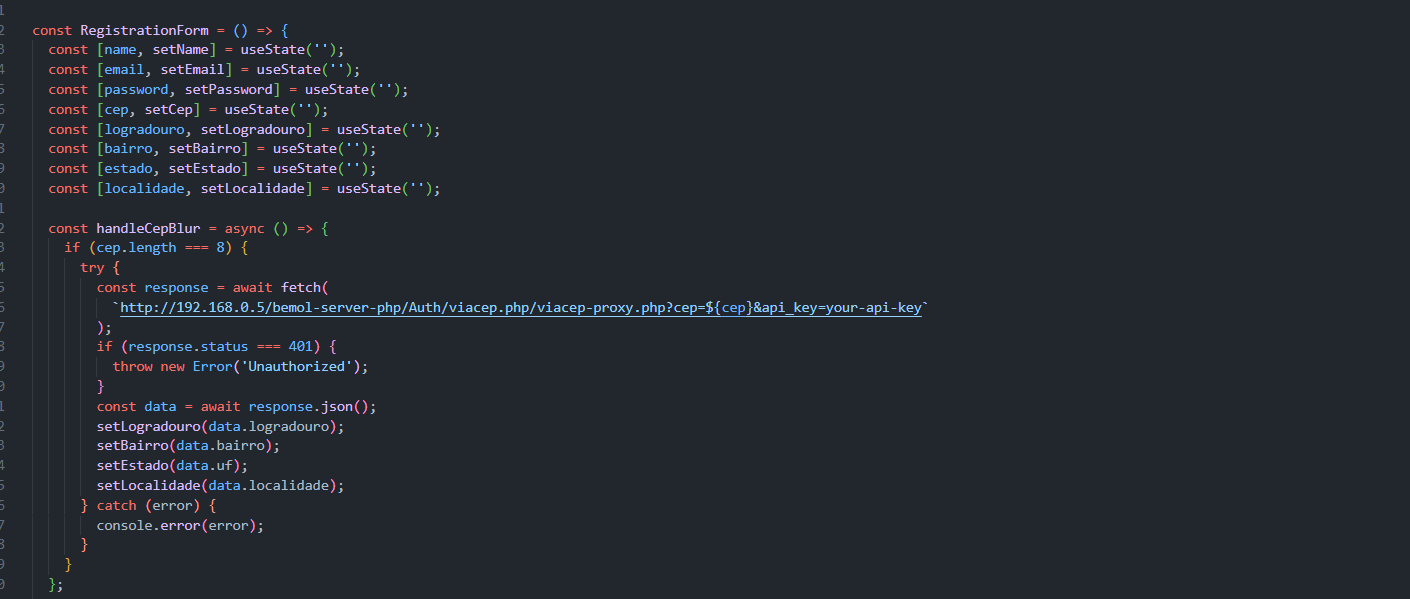 1
2 const RegistrationForm = () => {
3 const [name, setName] = useState('');
4 const [email, setEmail] = useState('');
5 const [password, setPassword] = useState('');
6 const [cep, setCep] = useState('');
7 const [logradouro, setLogradouro] = useState('');
8 const [bairro, setBairro] = useState('');
9 const [estado, setEstado] = useState('');
0 const [localidade, setLocalidade] = useState('');
1
2 const handleCepBlur = async () => {
3 if (cep.length === 8) {
4 try {
5 const response = await fetch(
6 `http://192.168.0.5/bemol-server-php/Auth/viacep.php/viacep-proxy.php?cep=${cep}&api_key=your-api-key`
7 );
8 if (response.status === 401) {
9 throw new Error('Unauthorized');
0 }
1 const data = await response.json();
2 setLogradouro(data.logradouro);
3 setBairro(data.bairro);
4 setEstado(data.uf);
5 setLocalidade(data.localidade);
6 } catch (error) {
7 console.error(error);
8 }
9 }
0 };